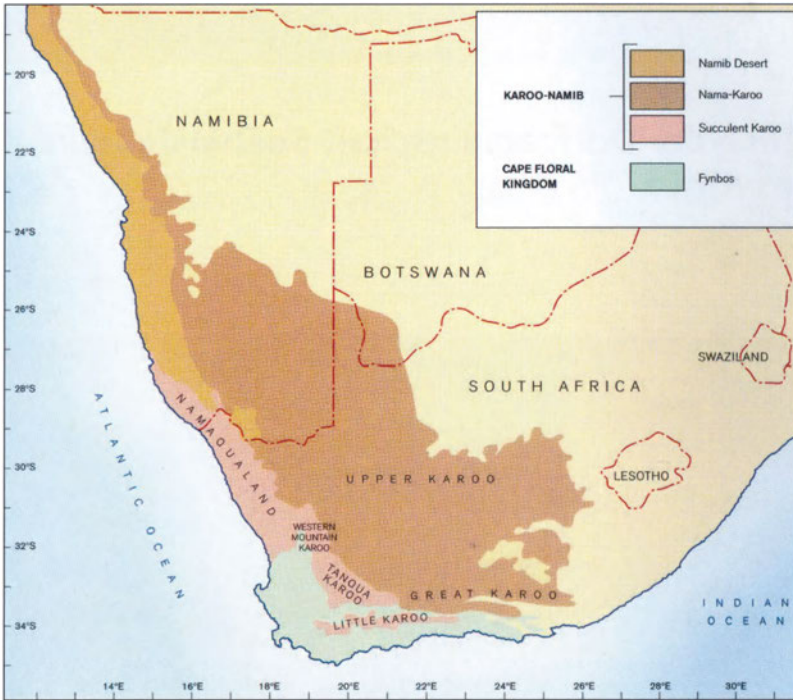 20°S
22°S
24°S
26°S
28°S
30°S
32°S
34°S
14°E
16°E
18°E
20°E
22°E
24°E
26°E
28°E
30°E
KAROO-NAMIB
Namib Desert
Nama-Karoo
Succulent Karoo
CAPE FLORAL
KINGDOM
Fynbos
NAMIBIA
BOTSWANA
SWAZILAND
SOUTH AFRICA
LESOTHO
NAMAQUALAND
UPPER KAROO
WESTERN
MOUNTAIN
KAROO
TANQUA
KAROO
GREAT KAROO
LITTLE KAROO
ATLANTIC OCEAN
INDIAN
OCEAN